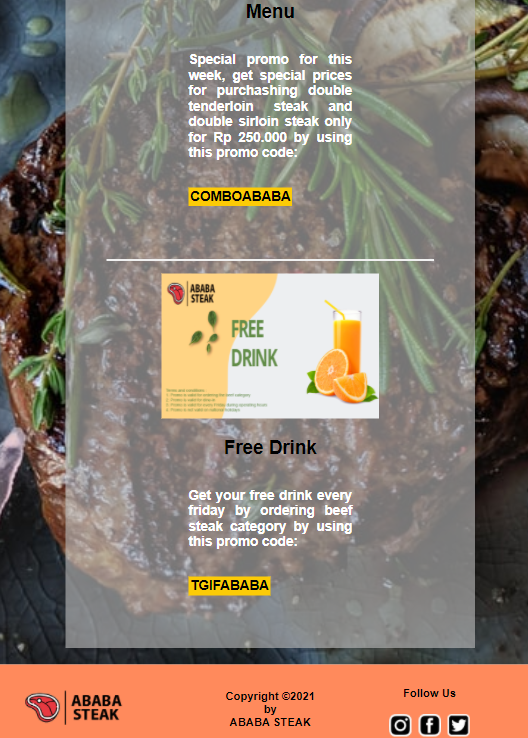 Menu
Special promo for this
week, get special prices
for purchashing double
tenderloin steak and
double sirloin steak only
for Rp 250.000 by using
this promo code:
COMBOABABA
ABABA
STEAK
FREE
DRINK
Terms and conditions:
Free Drink
Get your free drink every
friday by ordering beef
steak category by using
this promo code:
TGIFABABA
ABABA
STEAK
Copyright ©2021
by
ABABA STEAK
Follow Us